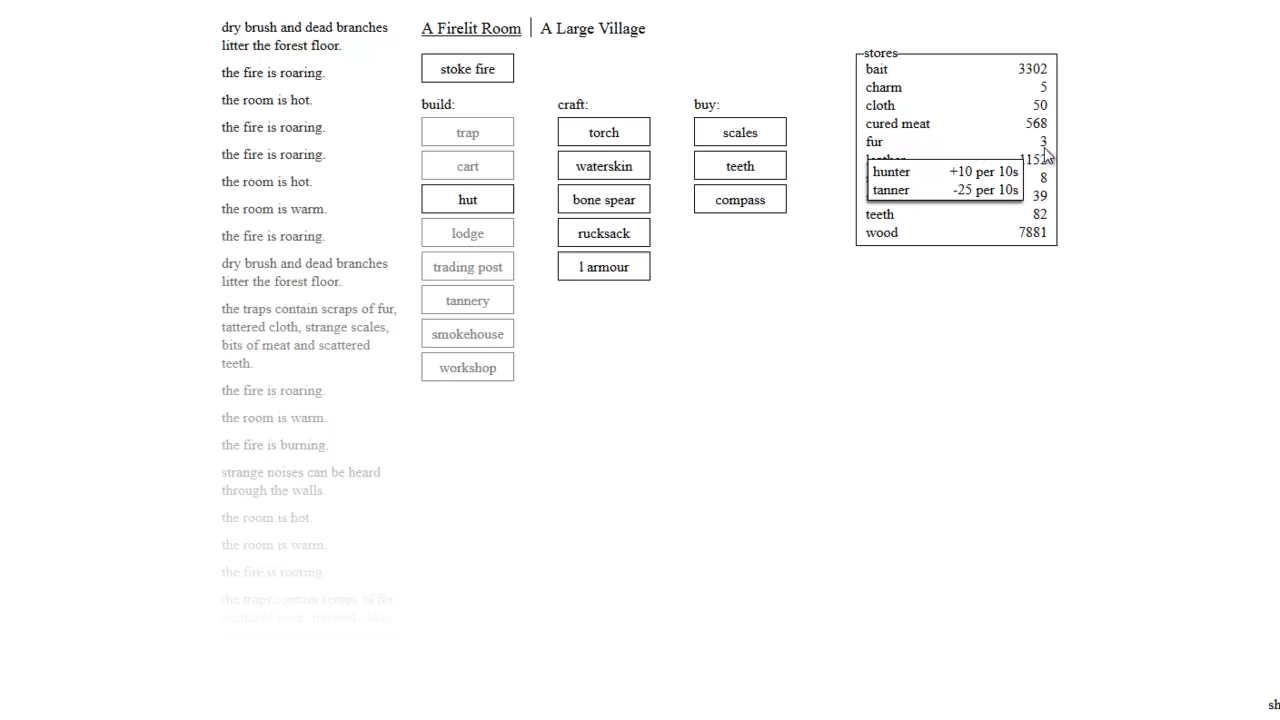 dry brush and dead branches
litter the forest floor.
the fire is roaring.
the room is hot.
the fire is roaring.
the fire is roaring.
the room is hot.
the room is warm.
the fire is roaring.
dry brush and dead branches
litter the forest floor.
the traps contain scraps of fur,
tattered cloth, strange scales,
bits of meat and scattered
teeth.
the fire is roaring.
the room is warm.
the fire is burning.
strange noises can be heard
through the walls.
the room is hot.
the room is warm.
the fire is roaring.
the traps contain scraps of fur
A Firelit Room | A Large Village
stoke fire
build:
trap
cart
hut
lodge
trading post
tannery
smokehouse
workshop
craft:
torch
waterskin
bone spear
rucksack
l armour
buy:
scales
teeth
compass
stores
bait 3302
charm 5
cloth 50
cured meat 568
fur 3
hunter +10 per 10s
tanner -25 per 10s
8
39
teeth 82
wood 7881
sh